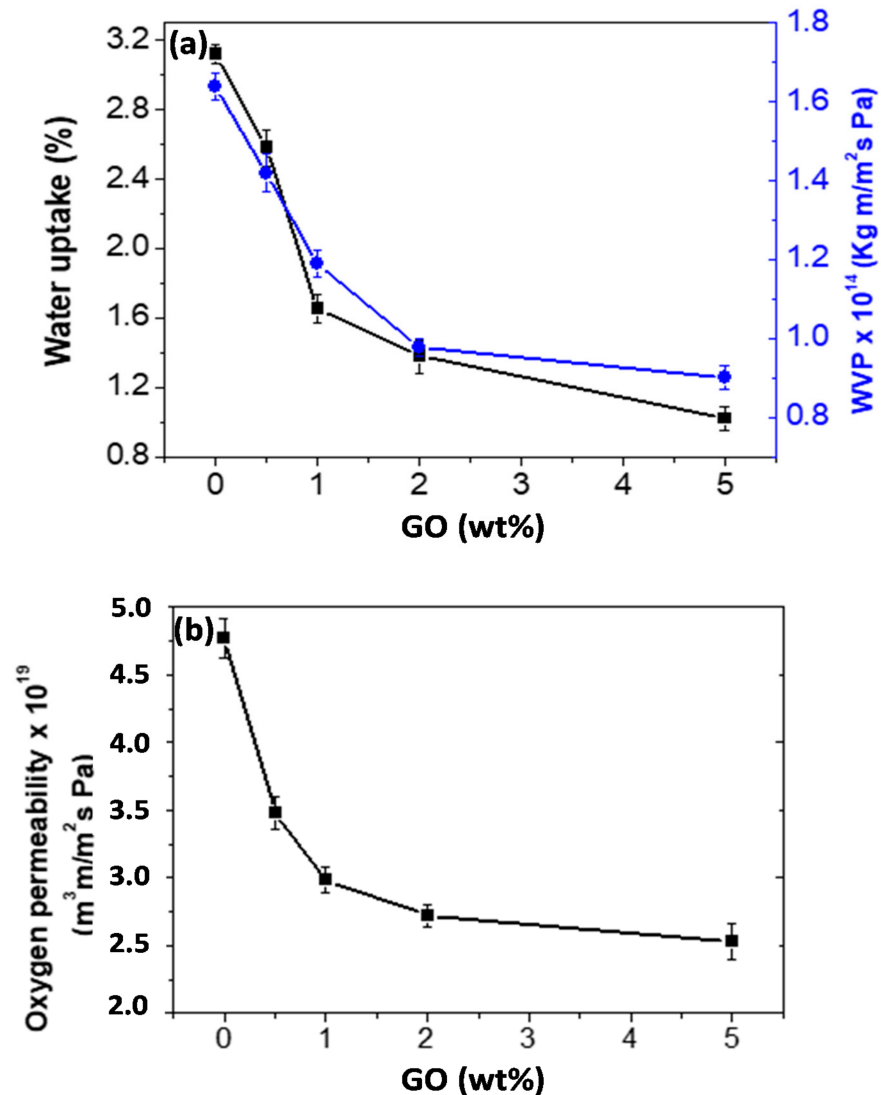 (a)
Water uptake (%)
3.2
2.8
2.4
2.0
1.6
1.2
0.8
1.8
1.6
1.4
1.2
1.0
0.8
WVP x 10¹⁴ (Kg m/m²s Pa)
0 1 2 3 4 5
GO (wt%)
(b)
Oxygen permeability x 10¹⁹
(m³ m/m² s Pa)
5.0
4.5
4.0
3.5
3.0
2.5
2.0
0 1 2 3 4 5
GO (wt%)